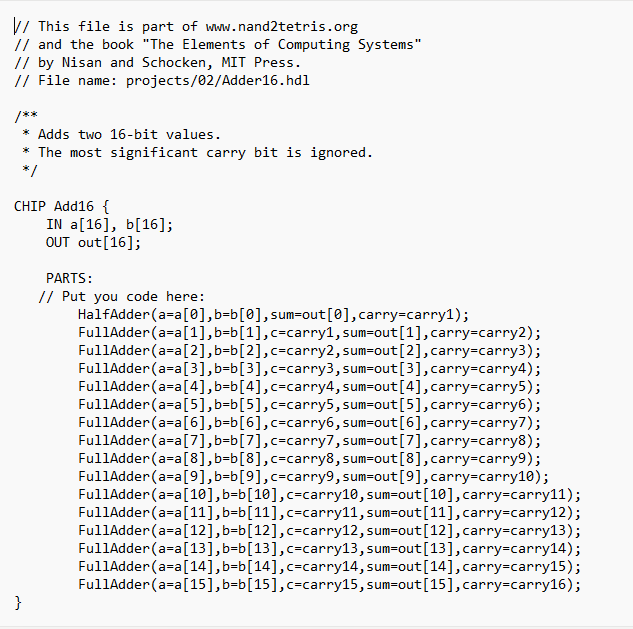 // This file is part of www.nand2tetris.org
// and the book "The Elements of Computing Systems"
// by Nisan and Schocken, MIT Press.
// File name: projects/02/Adder16.hdl

/**
 * Adds two 16-bit values.
 * The most significant carry bit is ignored.
 */

CHIP Add16 {
    IN a[16], b[16];
    OUT out[16];

    PARTS:
   // Put you code here:
        HalfAdder(a=a[0],b=b[0],sum=out[0],carry=carry1);
        FullAdder(a=a[1],b=b[1],c=carry1,sum=out[1],carry=carry2);
        FullAdder(a=a[2],b=b[2],c=carry2,sum=out[2],carry=carry3);
        FullAdder(a=a[3],b=b[3],c=carry3,sum=out[3],carry=carry4);
        FullAdder(a=a[4],b=b[4],c=carry4,sum=out[4],carry=carry5);
        FullAdder(a=a[5],b=b[5],c=carry5,sum=out[5],carry=carry6);
        FullAdder(a=a[6],b=b[6],c=carry6,sum=out[6],carry=carry7);
        FullAdder(a=a[7],b=b[7],c=carry7,sum=out[7],carry=carry8);
        FullAdder(a=a[8],b=b[8],c=carry8,sum=out[8],carry=carry9);
        FullAdder(a=a[9],b=b[9],c=carry9,sum=out[9],carry=carry10);
        FullAdder(a=a[10],b=b[10],c=carry10,sum=out[10],carry=carry11);
        FullAdder(a=a[11],b=b[11],c=carry11,sum=out[11],carry=carry12);
        FullAdder(a=a[12],b=b[12],c=carry12,sum=out[12],carry=carry13);
        FullAdder(a=a[13],b=b[13],c=carry13,sum=out[13],carry=carry14);
        FullAdder(a=a[14],b=b[14],c=carry14,sum=out[14],carry=carry15);
        FullAdder(a=a[15],b=b[15],c=carry15,sum=out[15],carry=carry16);
}